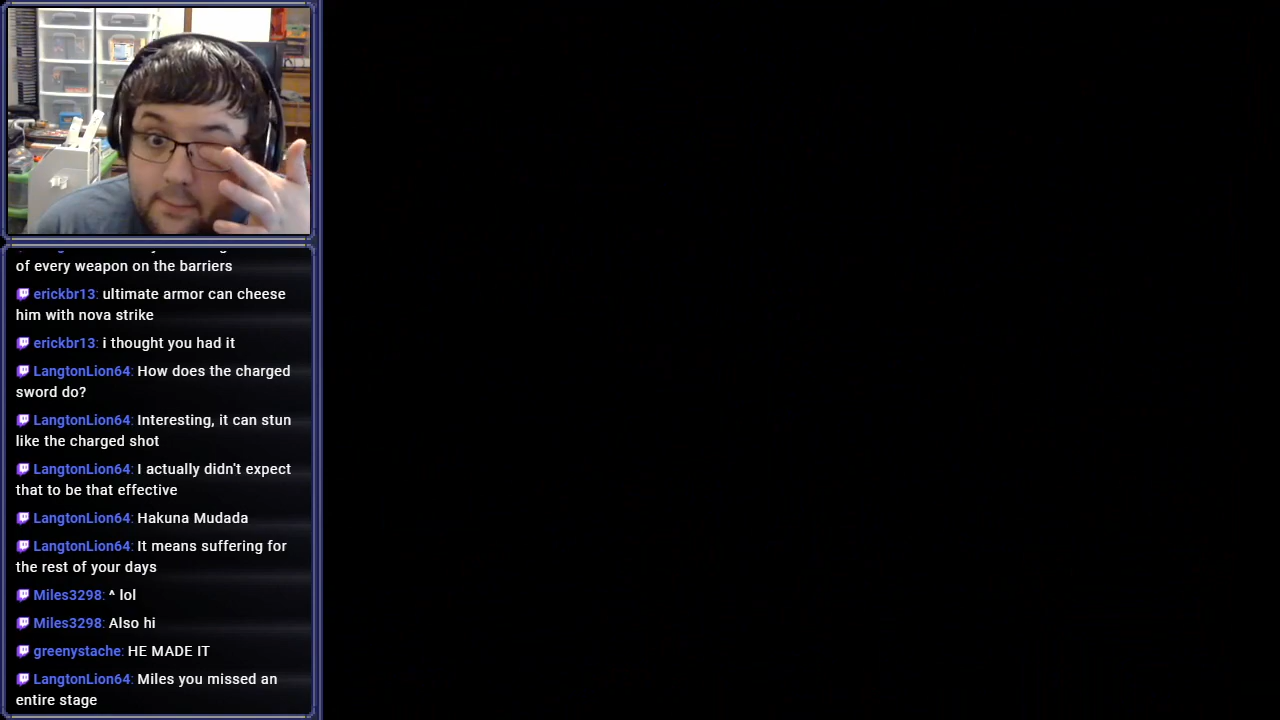 of every weapon on the barriers
erickbr13: ultimate armor can cheese
him with nova strike
erickbr13: i thought you had it
LangtonLion64: How does the charged
sword do?
LangtonLion64: Interesting, it can stun
like the charged shot
LangtonLion64: I actually didn't expect
that to be that effective
LangtonLion64: Hakuna Mudada
LangtonLion64: It means suffering for
the rest of your days
Miles3298: ^ lol
Miles3298: Also hi
greenystache: HE MADE IT
LangtonLion64: Miles you missed an
entire stage